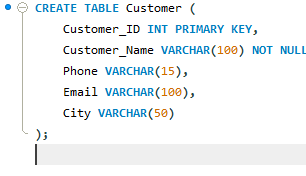 CREATE TABLE Customer (
Customer_ID INT PRIMARY KEY,
Customer_Name VARCHAR(100) NOT NULL
Phone VARCHAR(15),
Email VARCHAR(100),
City VARCHAR(50)
);